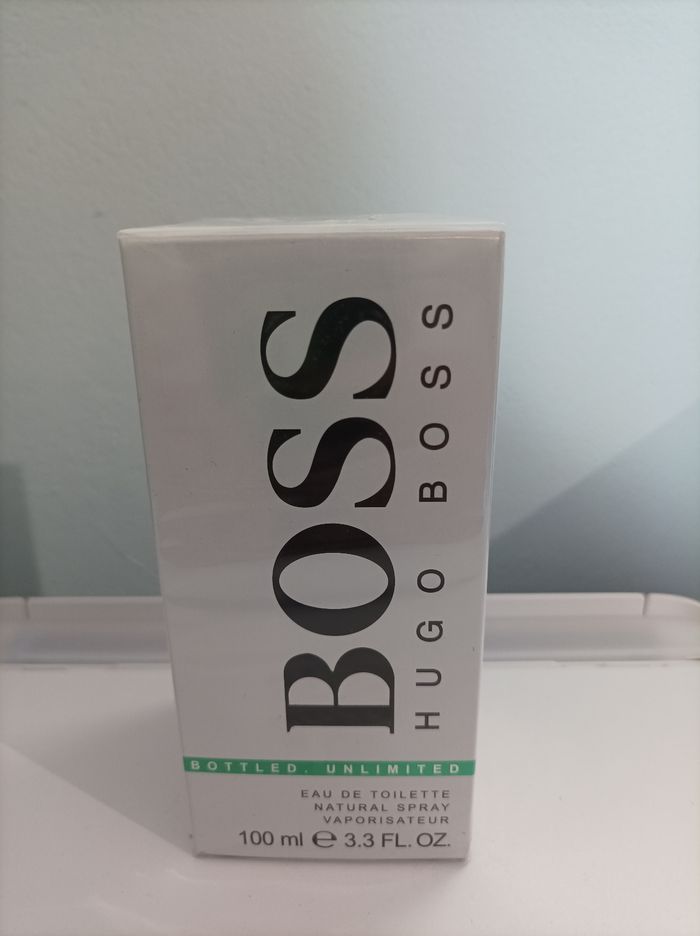 BOSS
HUGO BOSS
BOTTLED. UNLIMITED
EAU DE TOILETTE
NATURAL SPRAY
VAPORISATEUR
100 ml ℮ 3.3 FL. OZ.